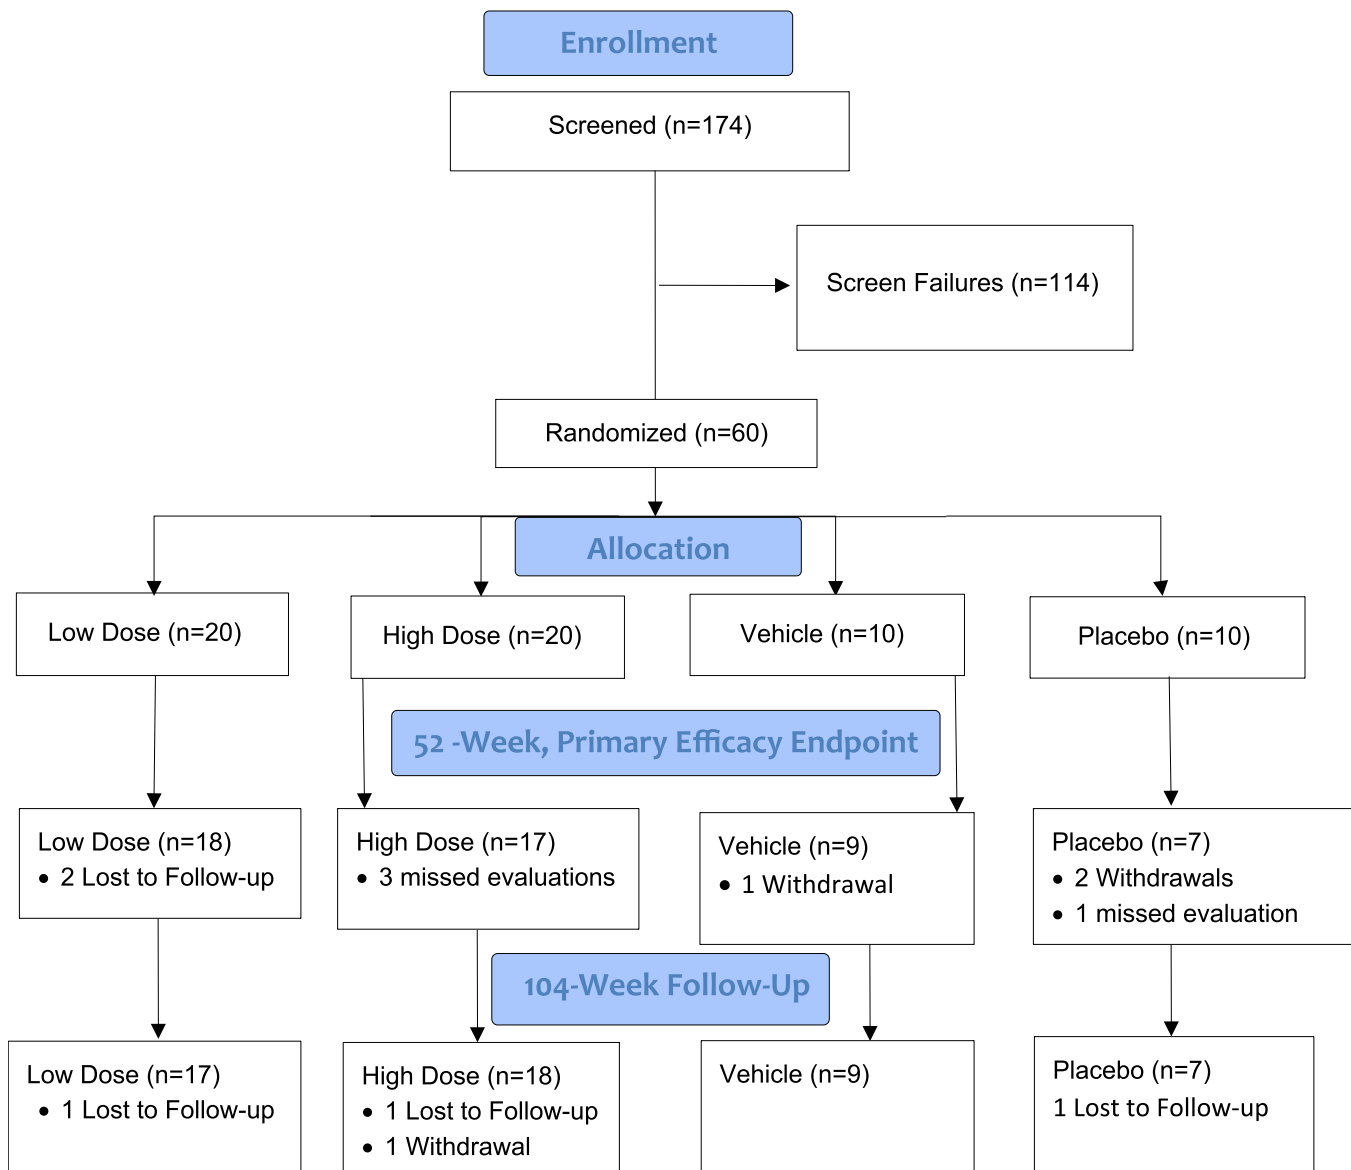 Enrollment
Screened (n=174)
Screen Failures (n=114)
Randomized (n=60)
Allocation
Low Dose (n=20)
High Dose (n=20)
Vehicle (n=10)
Placebo (n=10)
52 -Week, Primary Efficacy Endpoint
Low Dose (n=18)
• 2 Lost to Follow-up
High Dose (n=17)
• 3 missed evaluations
Vehicle (n=9)
• 1 Withdrawal
Placebo (n=7)
• 2 Withdrawals
• 1 missed evaluation
104-Week Follow-Up
Low Dose (n=17)
• 1 Lost to Follow-up
High Dose (n=18)
• 1 Lost to Follow-up
• 1 Withdrawal
Vehicle (n=9)
Placebo (n=7)
1 Lost to Follow-up